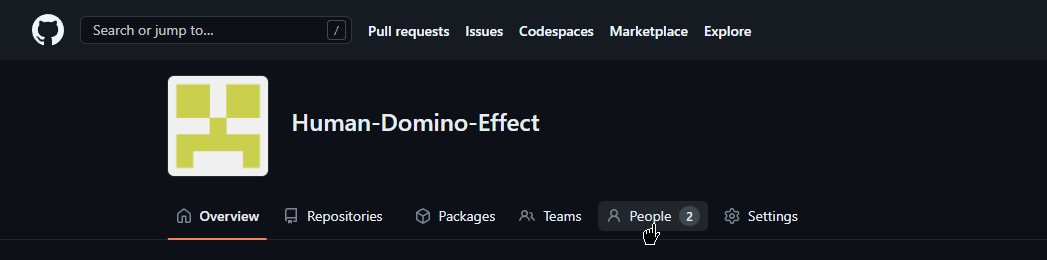 Search or jump to... / Pull requests Issues Codespaces Marketplace Explore
Human-Domino-Effect
Overview Repositories Packages Teams People 2 Settings